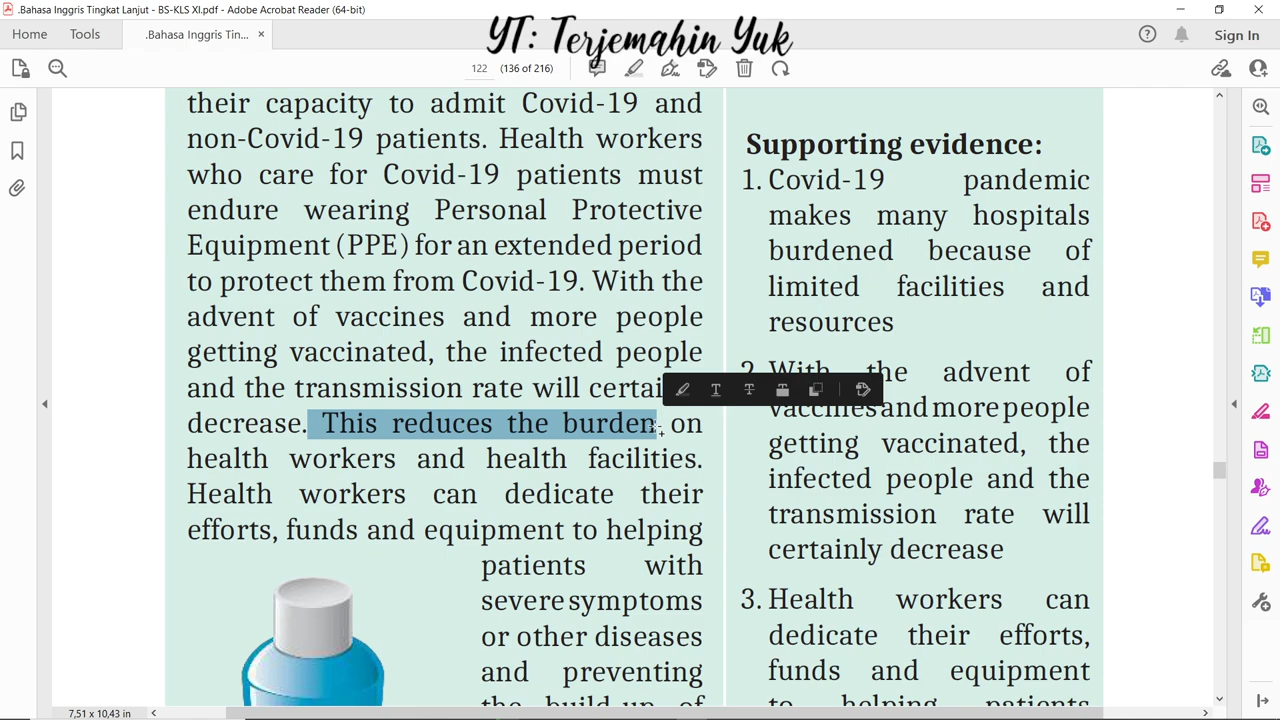 .Bahasa Inggris Tingkat Lanjut - BS-KLS XI.pdf - Adobe Acrobat Reader (64-bit)
YT: Terjemahin Yuk
Home
Tools
.Bahasa Inggris Tin...
Sign In
122
(136 of 216)
their capacity to admit Covid-19 and
non-Covid-19 patients. Health workers
who care for Covid-19 patients must
endure wearing Personal Protective
Equipment (PPE) for an extended period
to protect them from Covid-19. With the
advent of vaccines and more people
getting vaccinated, the infected people
and the transmission rate will certai
decrease. This reduces the burden on
health workers and health facilities.
Health workers can dedicate their
efforts, funds and equipment to helping
patients with
severe symptoms
or other diseases
and preventing
the build-up of
Supporting evidence:
1. Covid-19 pandemic
makes many hospitals
burdened because of
limited facilities and
resources
2. With the advent of
vaccines and more people
getting vaccinated, the
infected people and the
transmission rate will
certainly decrease
3. Health workers can
dedicate their efforts,
funds and equipment
to helping patients
7,51 x 10,43 in